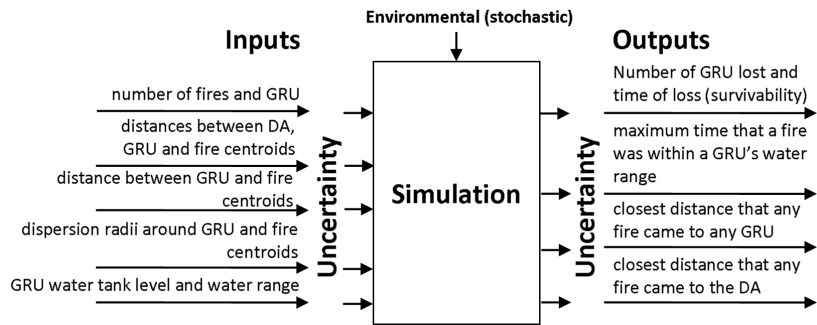 Environmental (stochastic)
Inputs
Outputs
number of fires and GRU
distances between DA,
GRU and fire centroids
distance between GRU and fire
centroids
dispersion radii around GRU and fire
centroids
GRU water tank level and water range
Uncertainty
Simulation
Uncertainty
Number of GRU lost and
time of loss (survivability)
maximum time that a fire
was within a GRU's water
range
closest distance that any
fire came to any GRU
closest distance that any
fire came to the DA